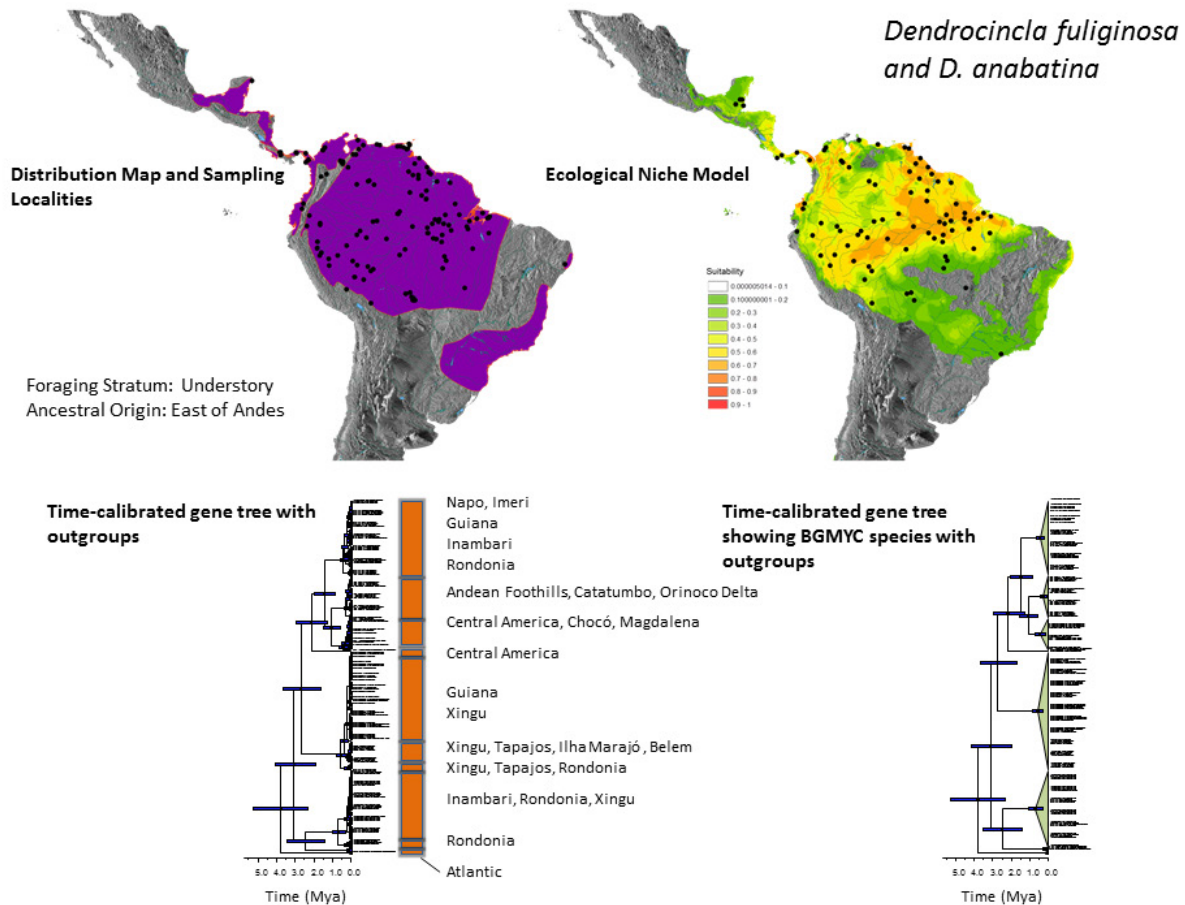 Dendrocincla fuliginosa
and D. anabatina
Distribution Map and Sampling
Localities
Ecological Niche Model
Suitability
0.000005014 - 0.1
0.100000001 - 0.2
0.2 - 0.3
0.3 - 0.4
0.4 - 0.5
0.5 - 0.6
0.6 - 0.7
0.7 - 0.8
0.8 - 0.9
0.9 - 1
Foraging Stratum: Understory
Ancestral Origin: East of Andes
Time-calibrated gene tree with
outgroups
Napo, Imeri
Guiana
Inambari
Rondonia
Andean Foothills, Catatumbo, Orinoco Delta
Central America, Chocó, Magdalena
Central America
Guiana
Xingu
Xingu, Tapajos, Ilha Marajó, Belem
Xingu, Tapajos, Rondonia
Inambari, Rondonia, Xingu
Rondonia
Atlantic
5.0 4.0 3.0 2.0 1.0 0.0
Time (Mya)
Time-calibrated gene tree
showing BGMYC species with
outgroups
5.0 4.0 3.0 2.0 1.0 0.0
Time (Mya)